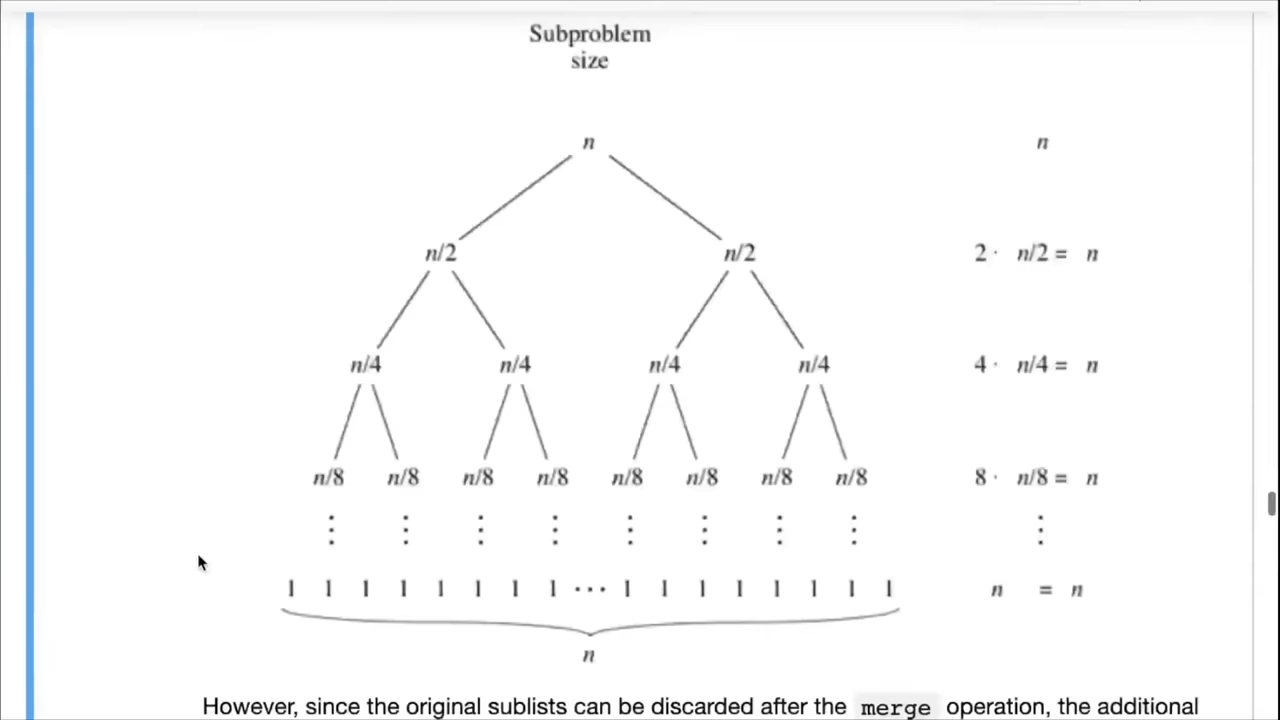 Subproblem
size
n n
n/2 n/2 2 · n/2 = n
n/4 n/4 n/4 n/4 4 · n/4 = n
n/8 n/8 n/8 n/8 n/8 n/8 n/8 n/8 8 · n/8 = n
⋮ ⋮ ⋮ ⋮ ⋮ ⋮ ⋮ ⋮ ⋮
1 1 1 1 1 1 1 1 ⋯ 1 1 1 1 1 1 1 1 n = n
n
However, since the original sublists can be discarded after the merge operation, the additional